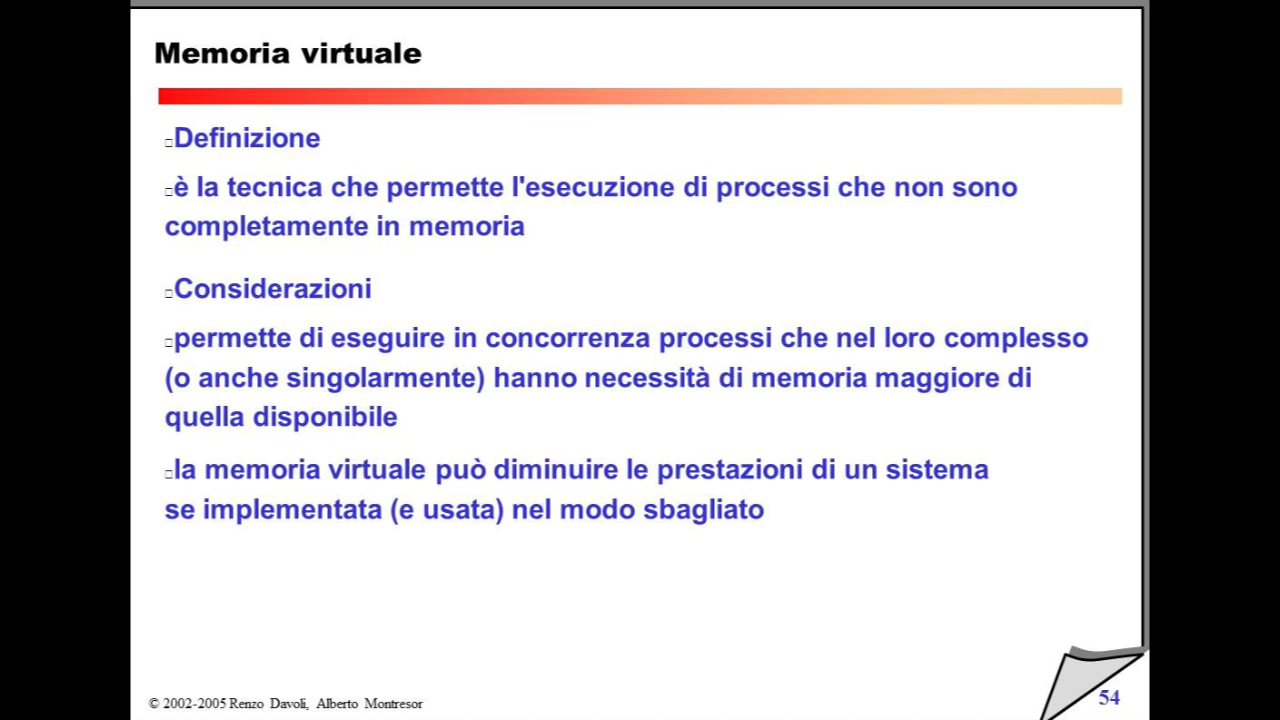 Memoria virtuale
Definizione
è la tecnica che permette l'esecuzione di processi che non sono
completamente in memoria
Considerazioni
permette di eseguire in concorrenza processi che nel loro complesso
(o anche singolarmente) hanno necessità di memoria maggiore di
quella disponibile
la memoria virtuale può diminuire le prestazioni di un sistema
se implementata (e usata) nel modo sbagliato
© 2002-2005 Renzo Davoli, Alberto Montresor
54